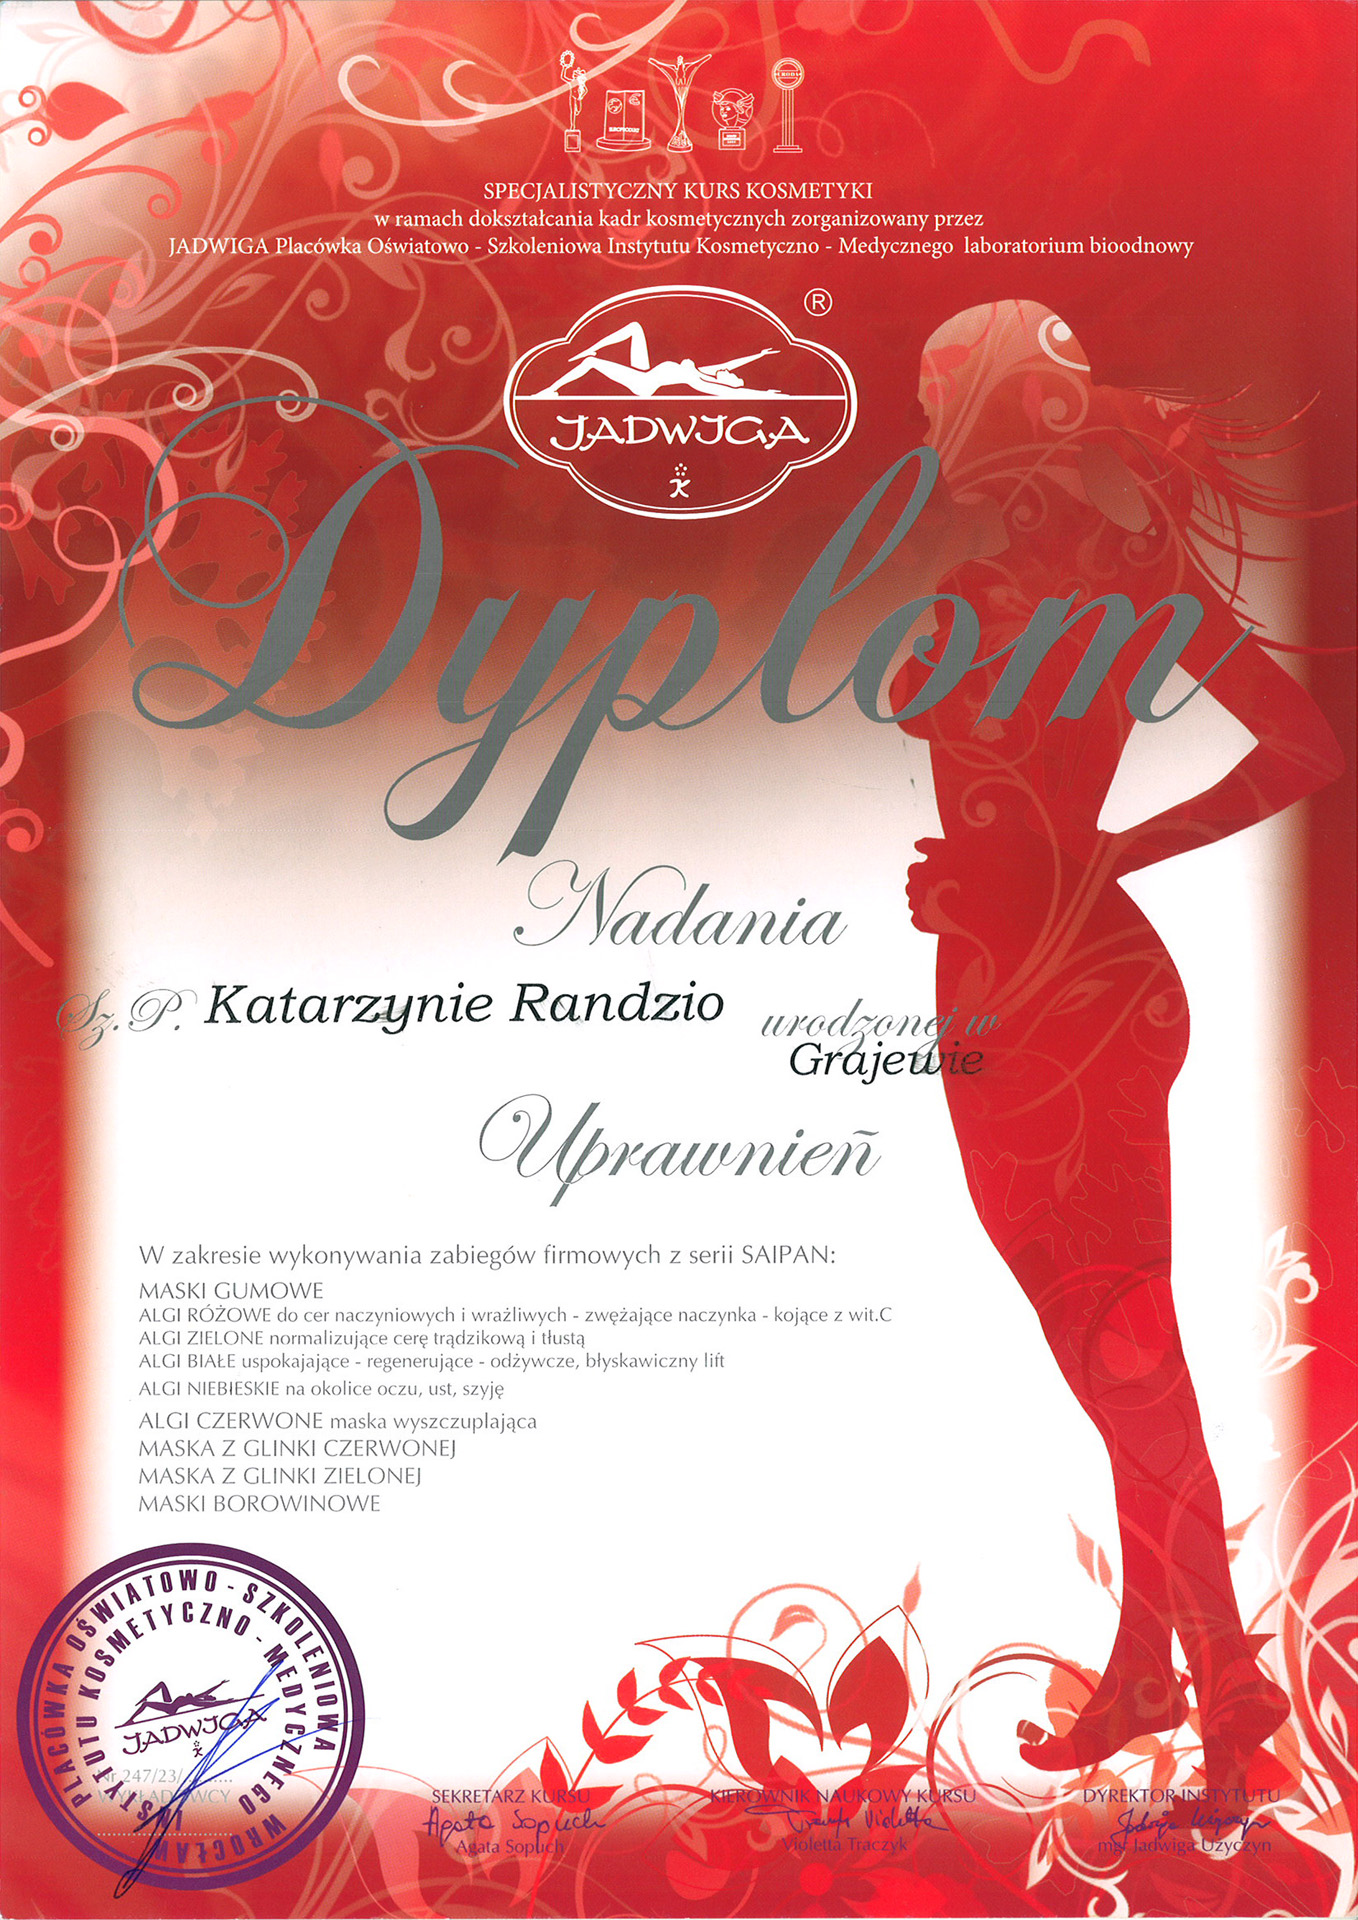 SPECJALISTYCZNY KURS KOSMETYKI
w ramach dokształcania kadr kosmetycznych zorganizowany przez
JADWIGA Placówka Oświatowo - Szkoleniowa Instytutu Kosmetyczno - Medycznego laboratorium bioodnowy
®
JADWIGA
K
Dyplom
Nadania
Sz. P. Katarzynie Randzio urodzonej w
Grajewie
Uprawnień
W zakresie wykonywania zabiegów firmowych z serii SAIPAN:
MASKI GUMOWE
ALGI RÓŻOWE do cer naczyniowych i wrażliwych - zwężające naczynka - kojące z wit.C
ALGI ZIELONE normalizujące cerę trądzikową i tłustą
ALGI BIAŁE uspokajające - regenerujące - odżywcze, błyskawiczny lift
ALGI NIEBIESKIE na okolice oczu, ust, szyję
ALGI CZERWONE maska wyszczuplająca
MASKA Z GLINKI CZERWONEJ
MASKA Z GLINKI ZIELONEJ
MASKI BOROWINOWE
PLACÓWKA OŚWIATOWO - SZKOLENIOWA
INSTYTUTU KOSMETYCZNO - MEDYCZNEGO
WROCŁAW
JADWIGA
K
Nr 247/23/
WYKŁADOWCY
SEKRETARZ KURSU KIEROWNIK NAUKOWY KURSU DYREKTOR INSTYTUTU
Agata Sopuch
Agata Sopuch Violetta Traczyk mgr Jadwiga Użyczyn